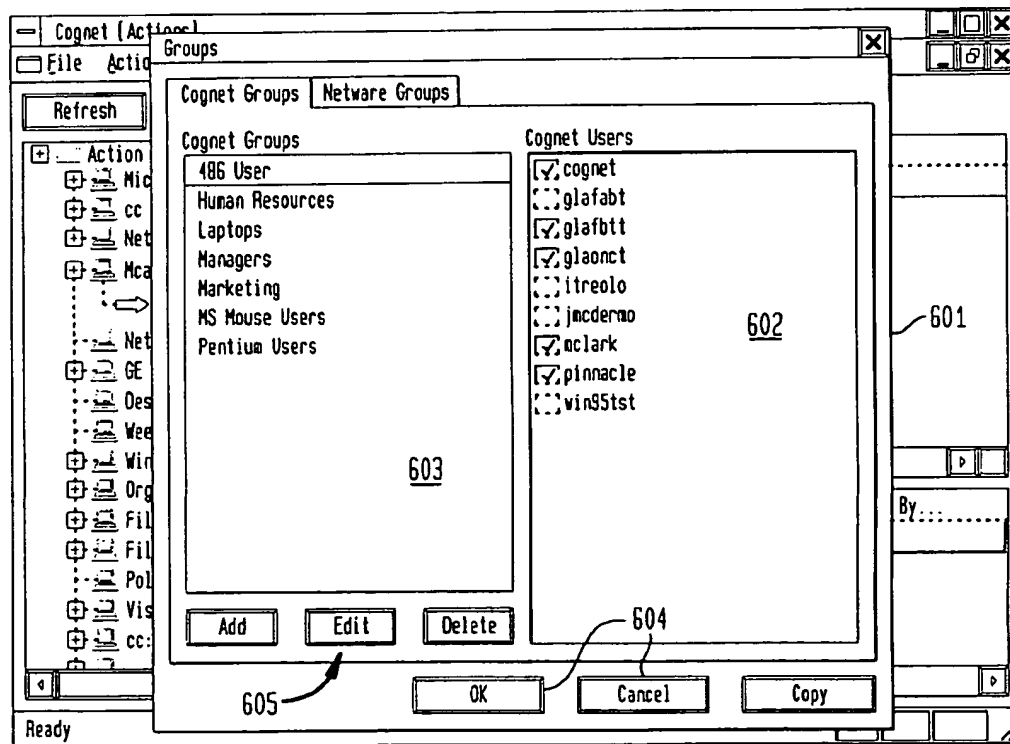 Cognet [Actions]
Groups
File Actio
Cognet Groups Netware Groups
Refresh
Cognet Groups Cognet Users
Action
Mic
cc
Net
Mca
Net
GE
Des
Wee
Win
Org
Fil
Fil
Pol
Vis
cc:
486 User
Human Resources
Laptops
Managers
Marketing
MS Mouse Users
Pentium Users
603
cognet
glafabt
glafbtt
glaonct
itreolo
jmcdermo
mclark
pinnacle
win95tst
602
601
By...
Add Edit Delete
604
605
OK Cancel Copy
Ready